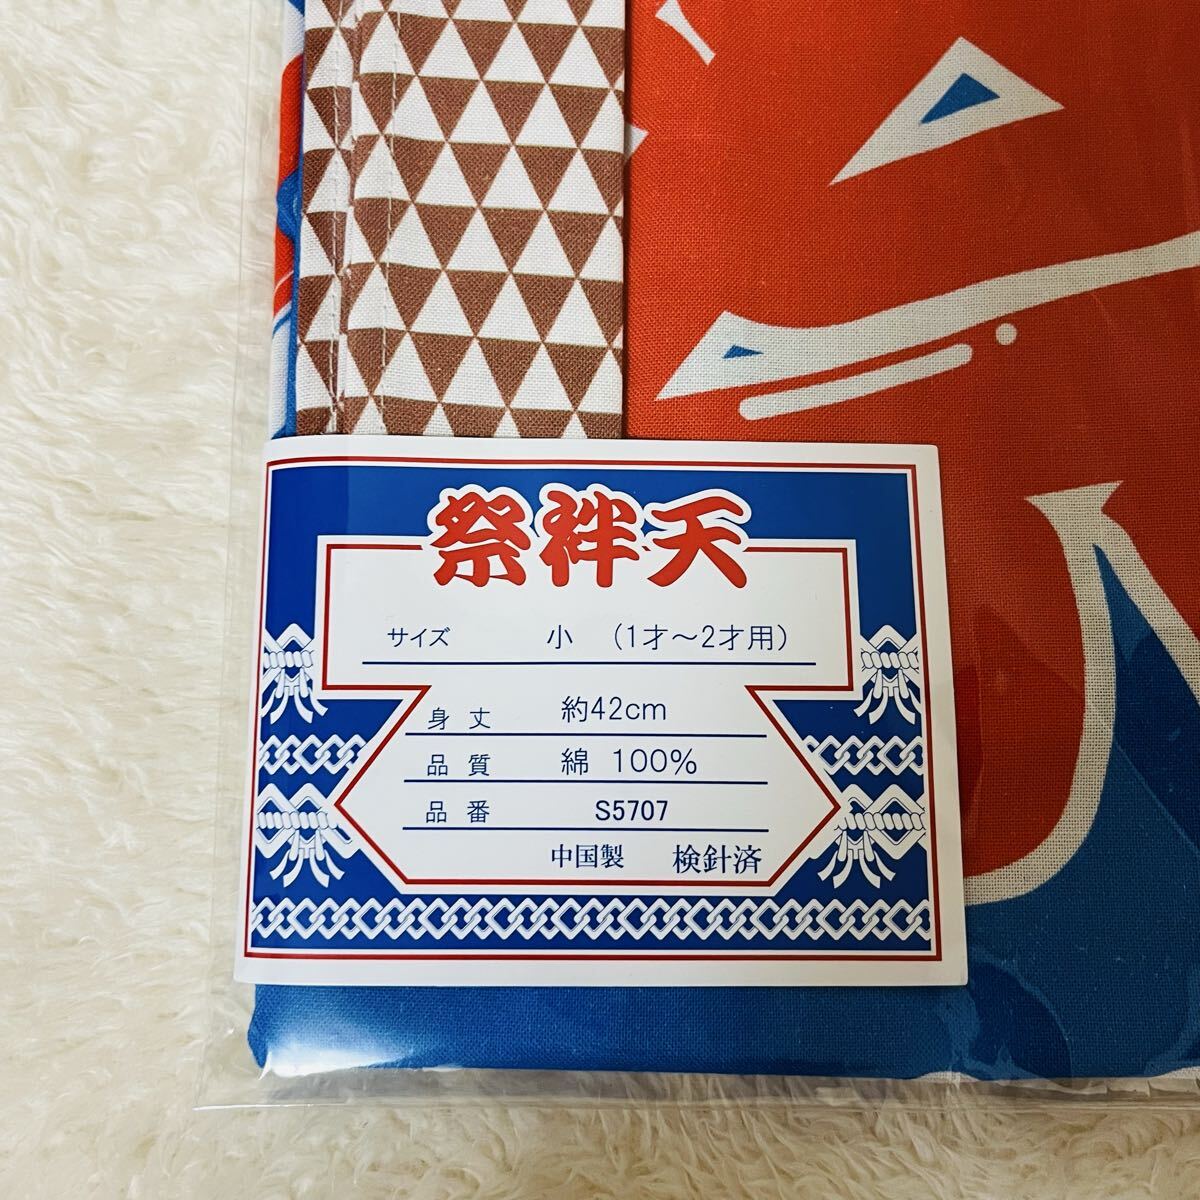 祭袢天
サイズ 小 (1才～2才用)
身丈 約42cm
品質 綿 100%
品番 S5707
中国製 検針済